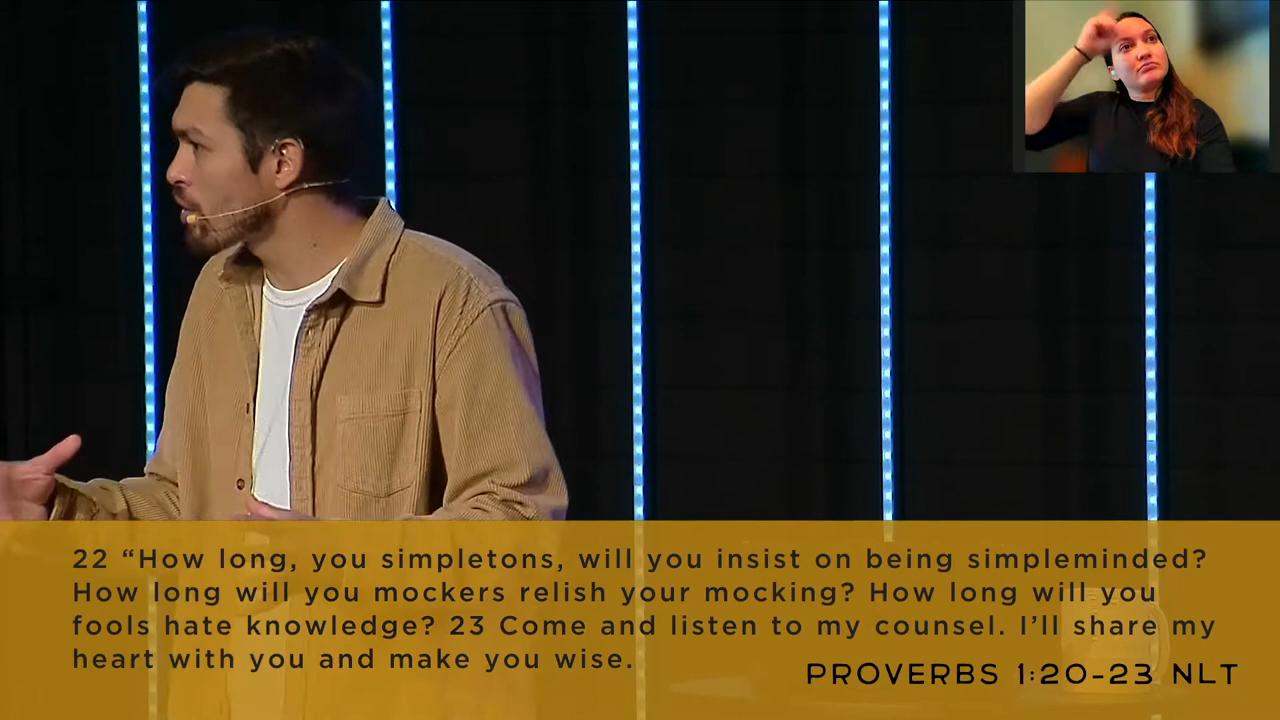 22 “How long, you simpletons, will you insist on being simpleminded?
How long will you mockers relish your mocking? How long will you
fools hate knowledge? 23 Come and listen to my counsel. I’ll share my
heart with you and make you wise.
PROVERBS 1:20-23 NLT